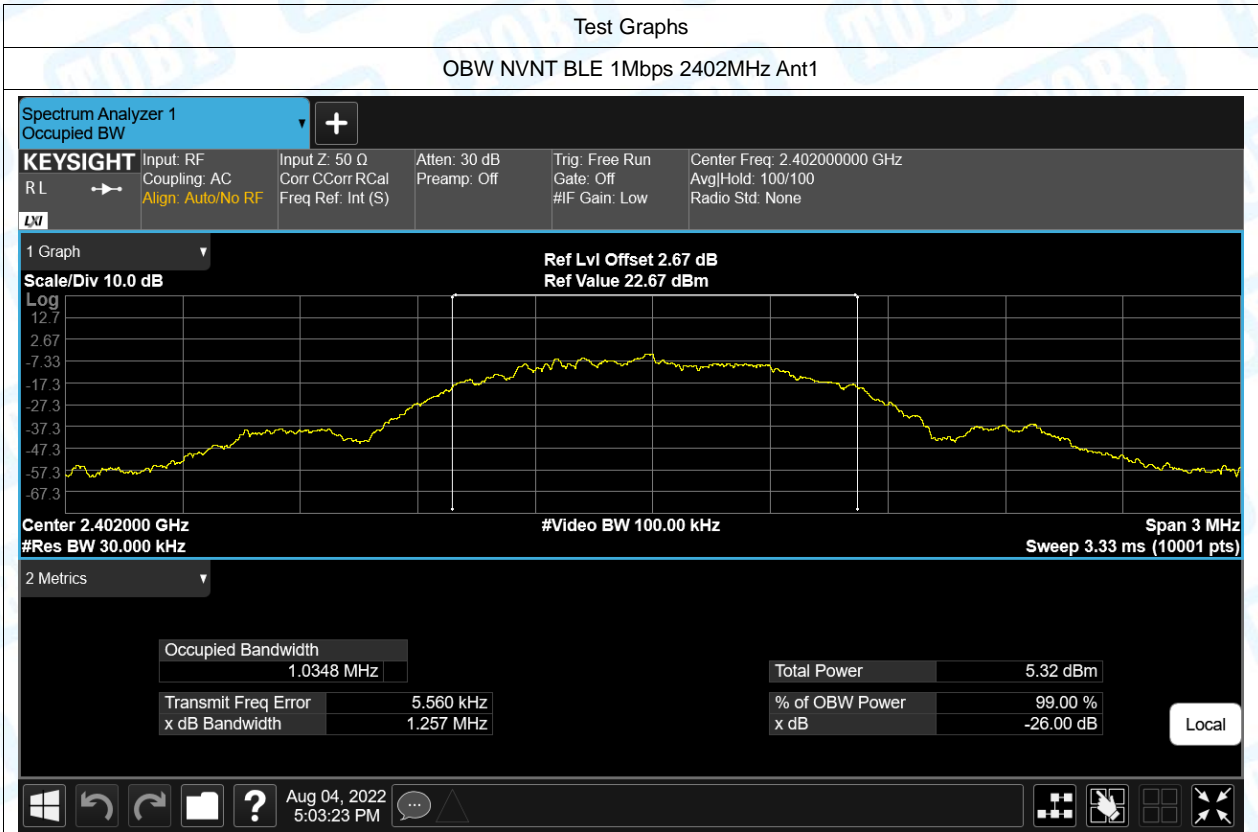 Test Graphs
OBW NVNT BLE 1Mbps 2402MHz Ant1
Spectrum Analyzer 1
Occupied BW
KEYSIGHT
R L
LXI
Input: RF
Coupling: AC
Align: Auto/No RF
Input Z: 50 Ω
Corr CCorr RCal
Freq Ref: Int (S)
Atten: 30 dB
Preamp: Off
Trig: Free Run
Gate: Off
#IF Gain: Low
Center Freq: 2.402000000 GHz
Avg|Hold: 100/100
Radio Std: None
1 Graph
Scale/Div 10.0 dB
Ref Lvl Offset 2.67 dB
Ref Value 22.67 dBm
Log
12.7
2.67
-7.33
-17.3
-27.3
-37.3
-47.3
-57.3
-67.3
Center 2.402000 GHz
#Res BW 30.000 kHz
#Video BW 100.00 kHz
Span 3 MHz
Sweep 3.33 ms (10001 pts)
2 Metrics
Occupied Bandwidth
1.0348 MHz
Transmit Freq Error 5.560 kHz
x dB Bandwidth 1.257 MHz
Total Power 5.32 dBm
% of OBW Power 99.00 %
x dB -26.00 dB
Local
?
Aug 04, 2022
5:03:23 PM
TOBY